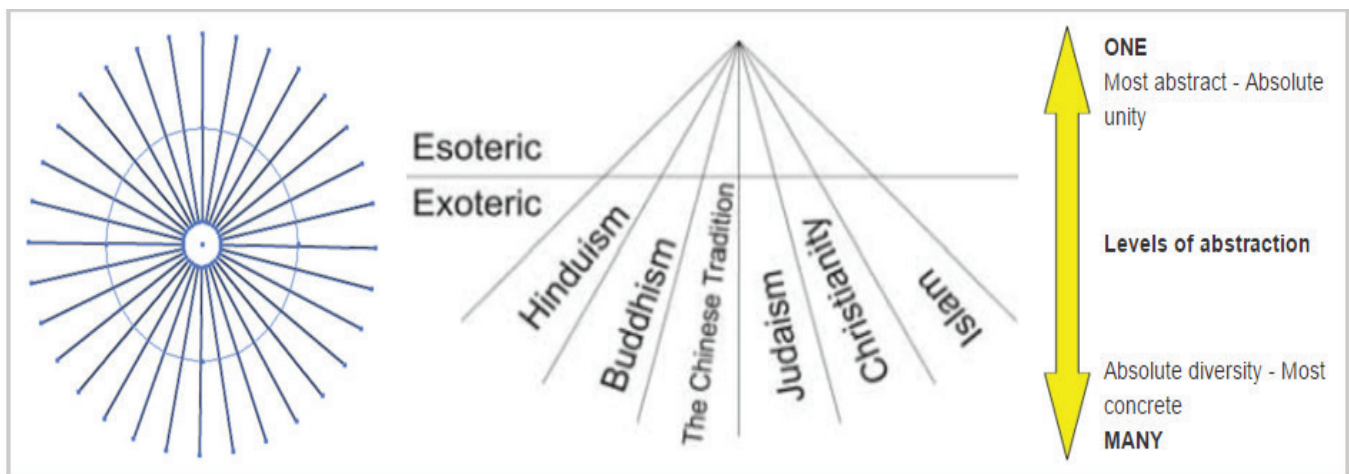 Esoteric
Exoteric
Hinduism
Buddhism
The Chinese Tradition
Judaism
Christianity
Islam
ONE
Most abstract - Absolute
unity
Levels of abstraction
Absolute diversity - Most
concrete
MANY